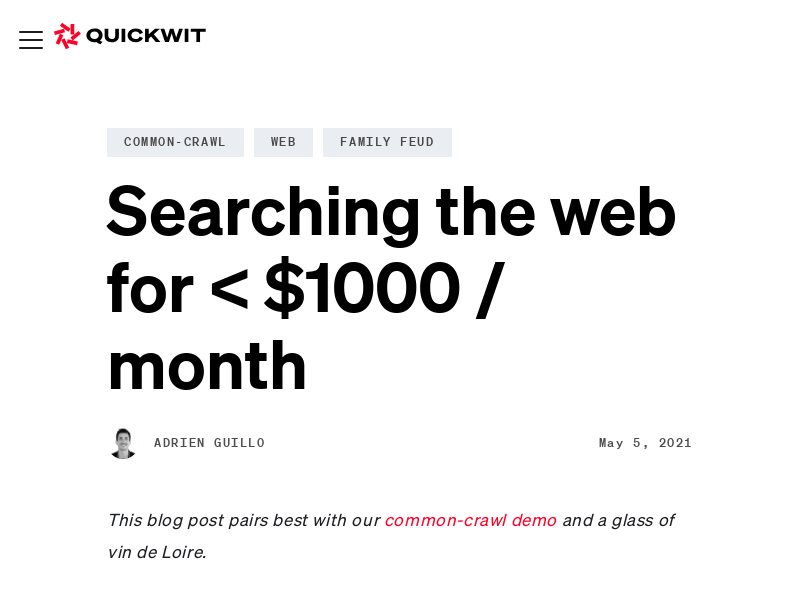 QUICKWIT
COMMON-CRAWL WEB FAMILY FEUD
Searching the web
for < $1000 /
month
ADRIEN GUILLO May 5, 2021
This blog post pairs best with our common-crawl demo and a glass of
vin de Loire.